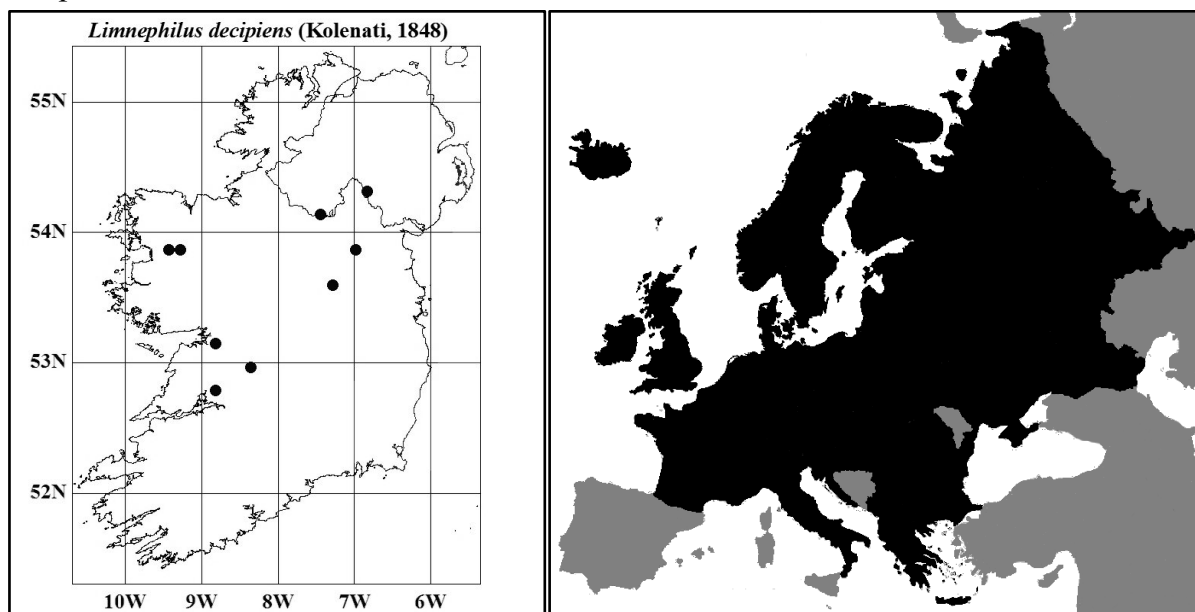 Limnephilus decipiens (Kolenati, 1848)
55N
54N
53N
52N
10W 9W 8W 7W 6W